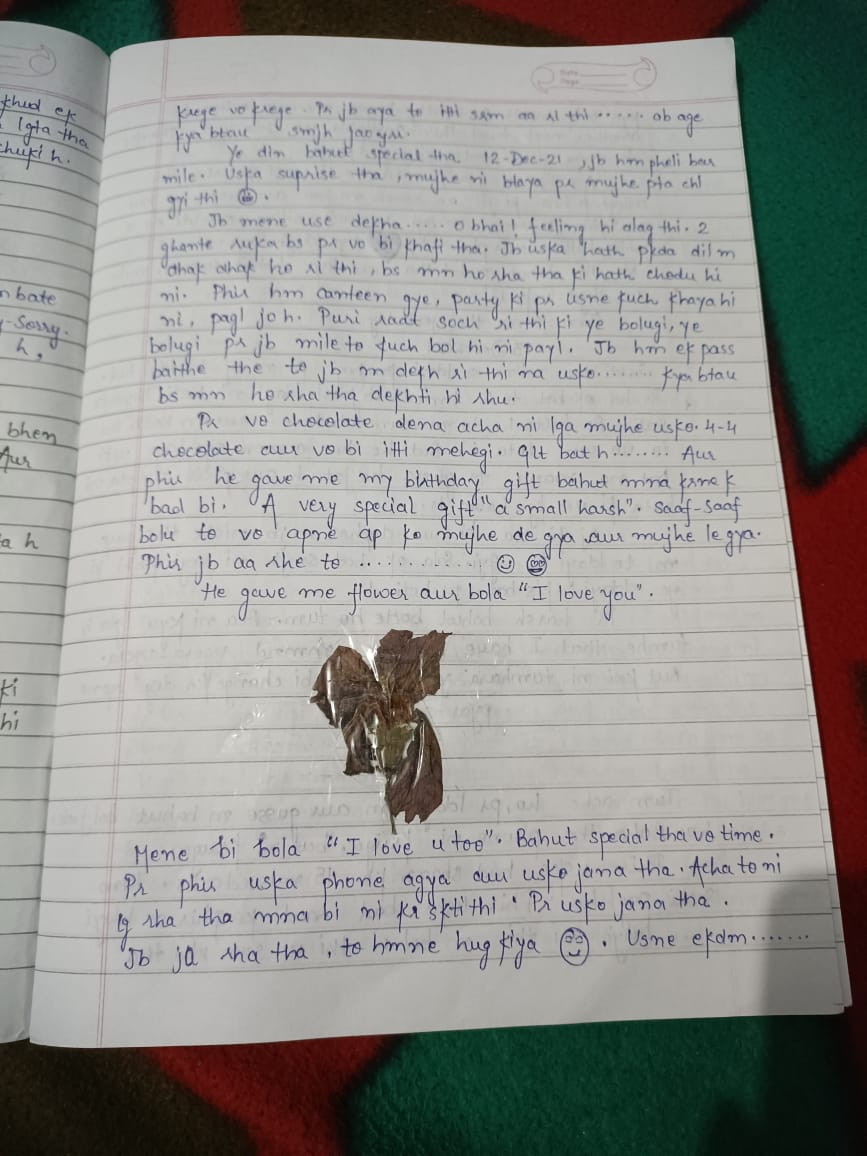 khud ek
lgta tha
chuki h.
n bate
-Sorry.
h,
bhen
Aur
a h
ki
hi
Date
Page
krege vo krege. Pr jb aya to itti srm aa ri thi ...... ab age
kya btau smjh jaoyri.
Ye din bahut special tha 12-Dec-21, jb hm pheli bar
mile. Uska suprise tha, mujhe ni btaya pr mujhe pta chl
gyi thi 😊.
Jb mene use dekha..... o bhai! feeling hi alag thi. 2
ghante ruka bs pr vo bi khafi tha. Jb uska hath pkda dil m
dhak dhak ho ri thi, bs mn ho rha tha ki hath chodu hi
ni. Phir hm canteen gye, party ki pr usne kuch khaya hi
ni, pagl jo h. Puri raat soch ri thi ki ye bolugi, ye
bolugi pr jb mile to kuch bol hi ni payi. Jb hm ek pass
baithe the to jb m dekh ri thi na usko........ kya btau
bs mn ho rha tha dekhti hi rhu.
Pr vo chocolate dena acha ni lga mujhe usko. 4-4
chocolate aur vo bi itti mehegi. glt bat h........ Aur
phir he gave me my birthday gift bahut mna krne k
baad bi. A very special gift "a small harsh". Saaf-Saaf
bolu to vo apne ap ko mujhe de gya aur mujhe le gya.
Phir jb aa rhe to .............. ☺ 😊
He gave me flower aur bola "I love you".
Mene bi bola "I love u too". Bahut special tha vo time.
Pr phir uska phone agya aur usko jana tha. Acha to ni
lg rha tha mna bi ni kr skti thi. Pr usko jana tha.
Jb ja rha tha, to hmne hug kiya 😊. Usne ekdm.......